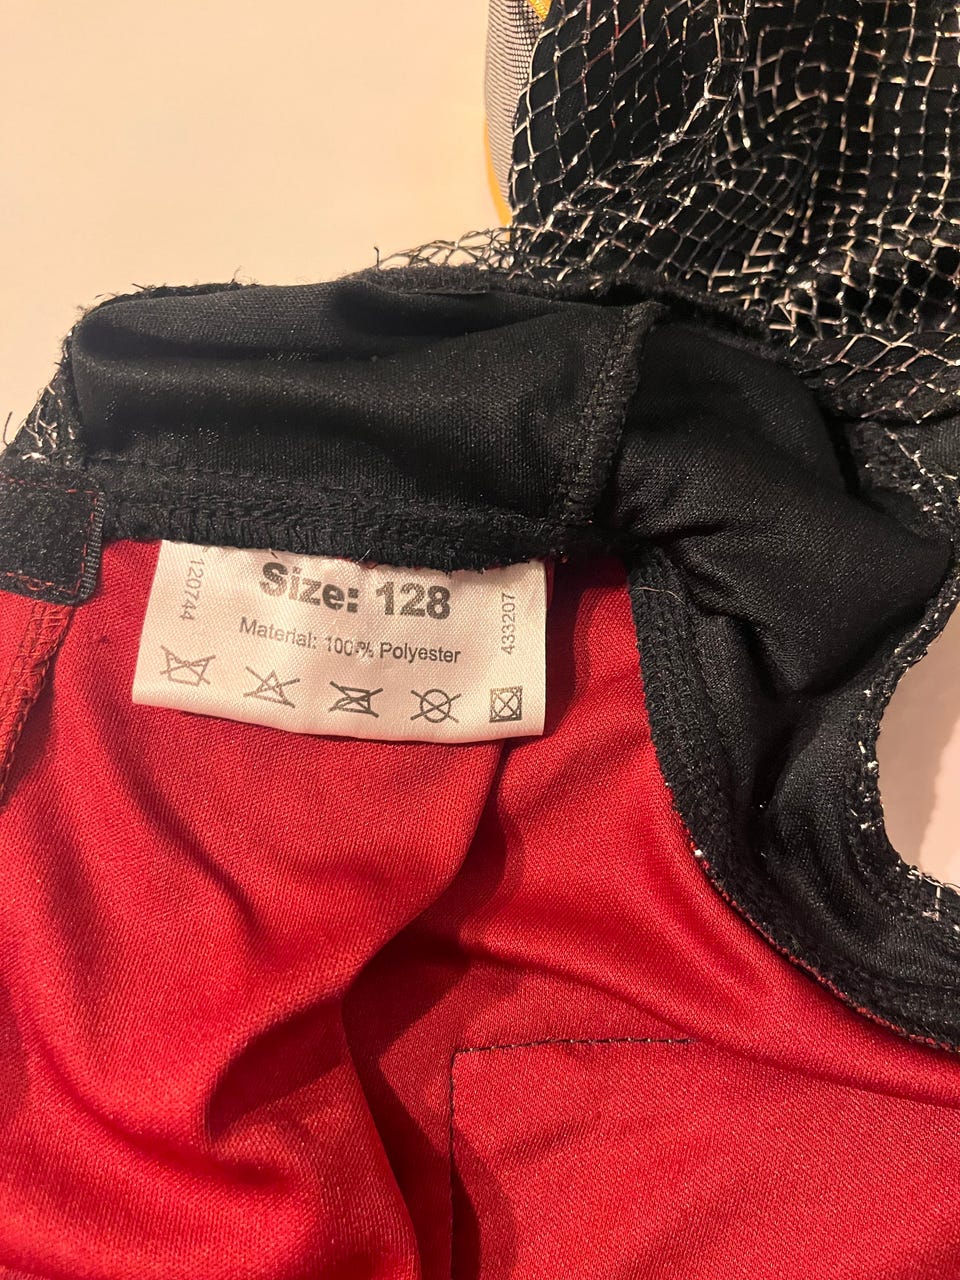 Size: 128
Material: 100% Polyester
120744
433207